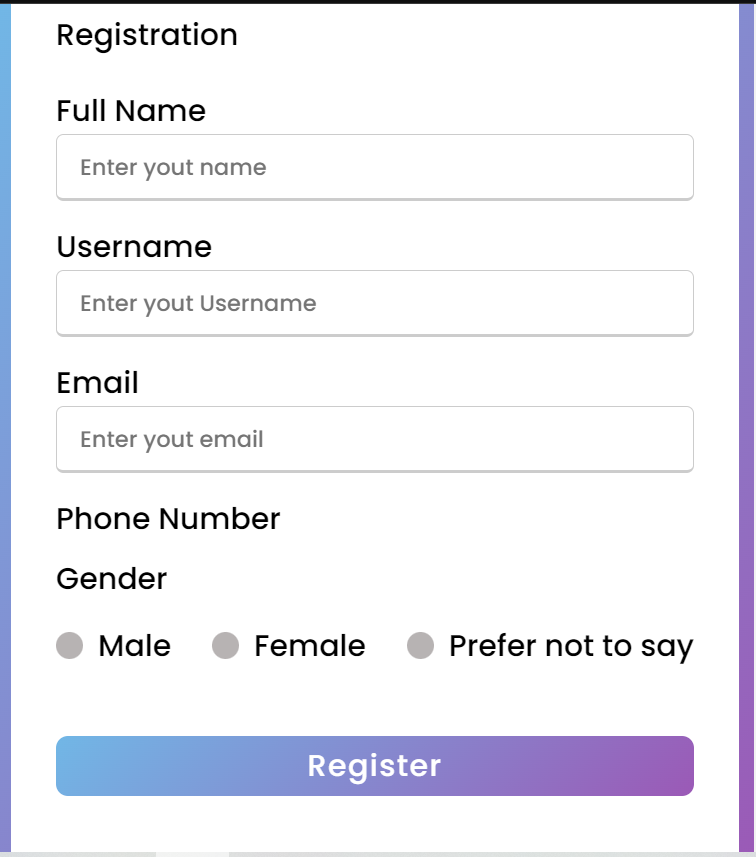 Registration
Full Name
Enter yout name
Username
Enter yout Username
Email
Enter yout email
Phone Number
Gender
Male Female Prefer not to say
Register